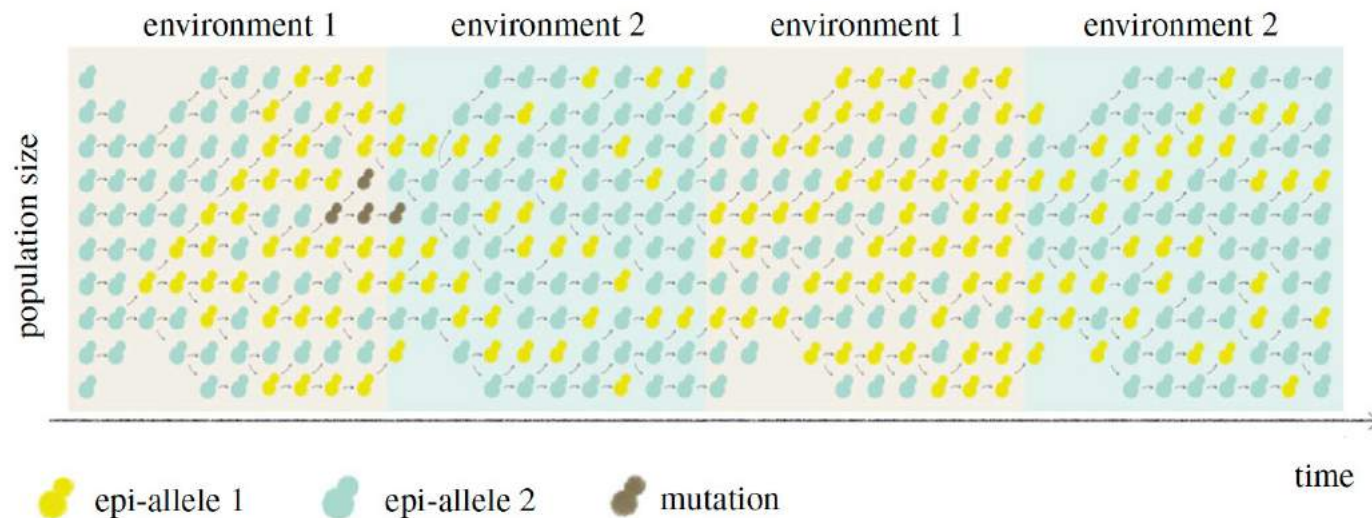 environment 1 environment 2 environment 1 environment 2
population size
time
epi-allele 1 epi-allele 2 mutation